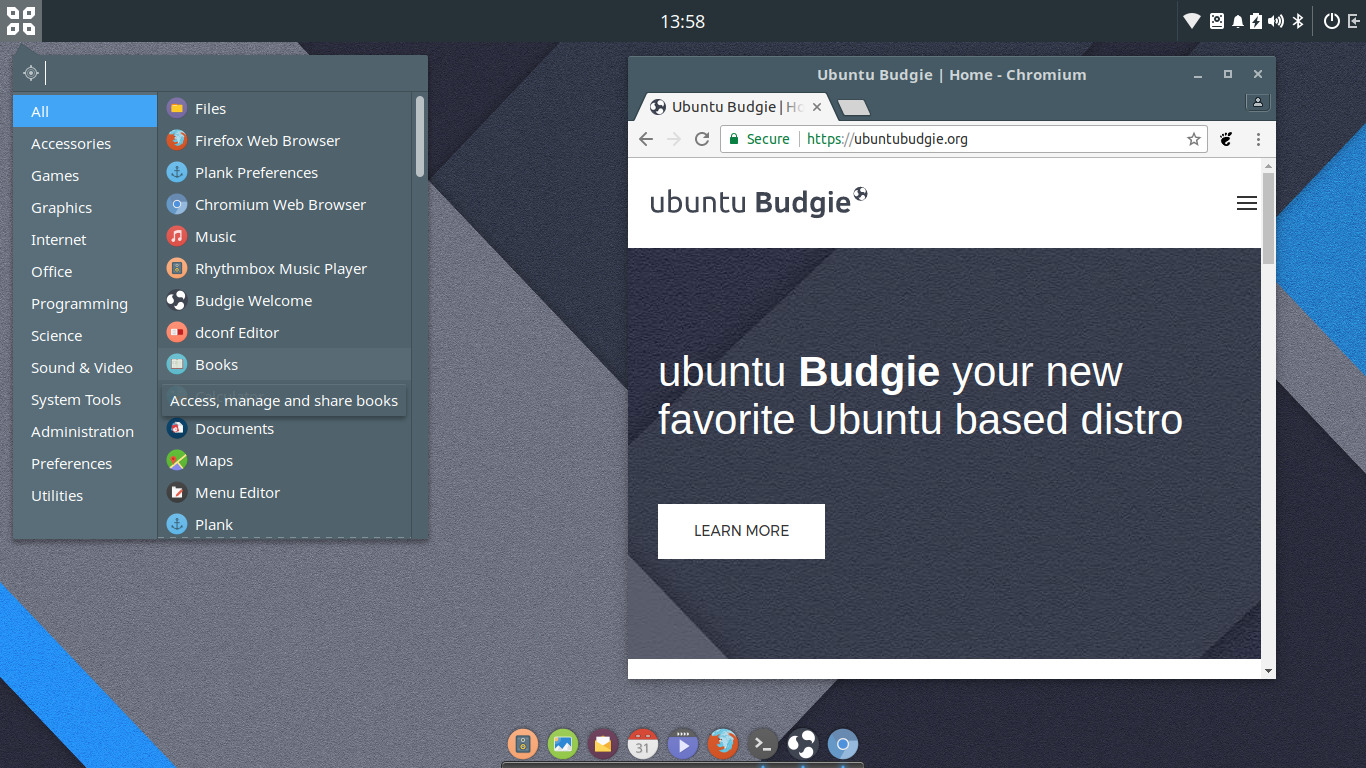 13:58
All
Accessories
Games
Graphics
Internet
Office
Programming
Science
Sound & Video
System Tools
Administration
Preferences
Utilities
Files
Firefox Web Browser
Plank Preferences
Chromium Web Browser
Music
Rhythmbox Music Player
Budgie Welcome
dconf Editor
Books
Access, manage and share books
Documents
Maps
Menu Editor
Plank
Ubuntu Budgie | Home - Chromium
Ubuntu Budgie | Ho
Secure https://ubuntubudgie.org
ubuntu Budgie
ubuntu Budgie your new
favorite Ubuntu based distro
LEARN MORE
31